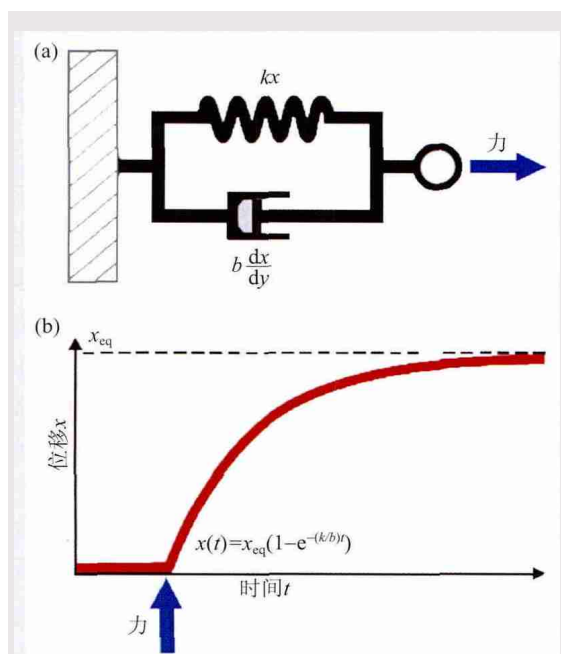 (a)
kx
力
b dx/dy
(b)
x_eq
位移x
x(t)=x_eq(1−e^−(k/b)t)
时间t
力